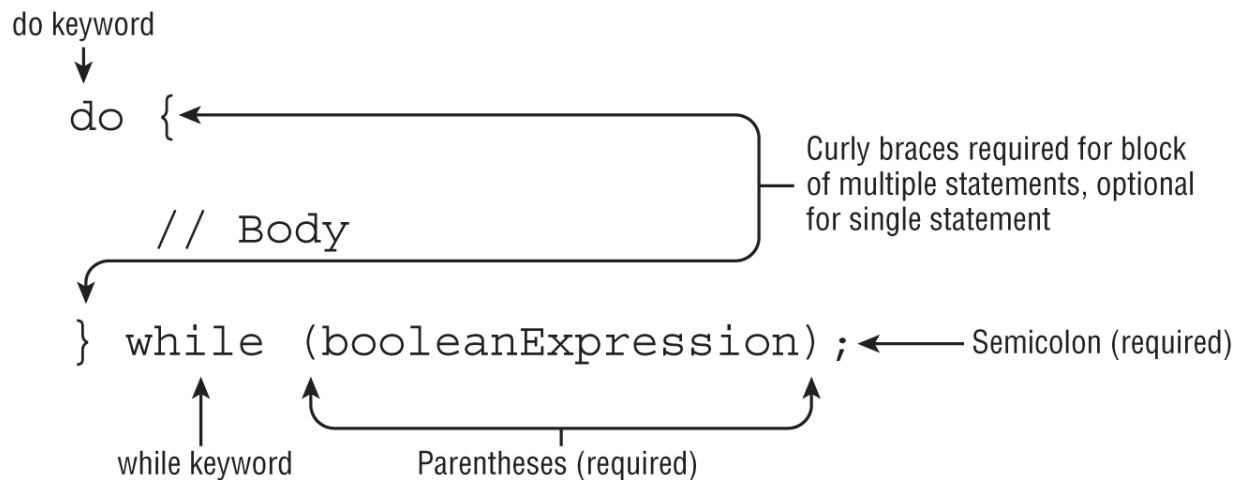 do keyword
do {
Curly braces required for block
of multiple statements, optional
for single statement
// Body
} while (booleanExpression);
Semicolon (required)
while keyword
Parentheses (required)